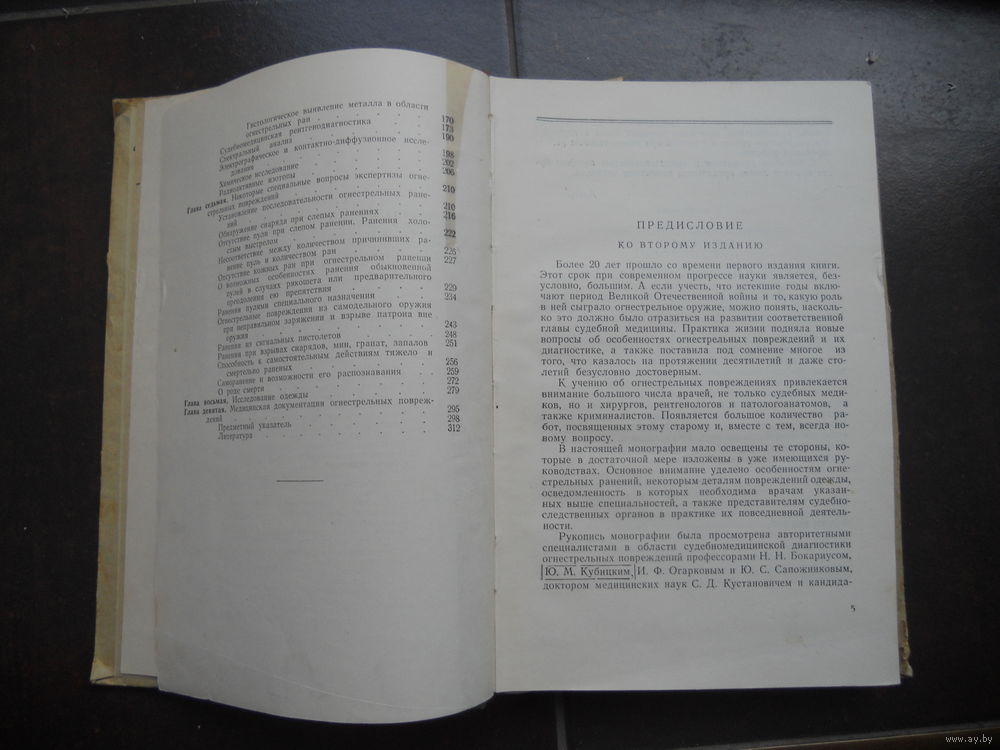 Гистологическое выявление металла в области
огнестрельных ран . . . . . . . 170
Судебномедицинская рентгенодиагностика . . . 173
Спектральный анализ . . . . . . . 190
Электрографическое и контактно-диффузионное иссле-
дования . . . . . . . . . 198
Химическое исследование . . . . . . 202
Радиоактивные изотопы . . . . . . 206
Глава седьмая. Некоторые специальные вопросы экспертизы огне-
стрельных повреждений . . . . . . 210
Установление последовательности огнестрельных ране-
ний . . . . . . . . . 210
Обнаружение снаряда при слепых ранениях . . . 216
Отсутствие пули при слепом ранении. Ранения холо-
стым выстрелом . . . . . . . 222
Несоответствие между количеством причинивших ра-
нение пуль и количеством ран . . . . 226
Отсутствие кожных ран при огнестрельном ранении 227
О возможных особенностях ранения обыкновенной
пулей в случаях рикошета или предварительного
преодоления ею препятствия . . . . 229
Ранения пулями специального назначения . . . 234
Огнестрельные повреждения из самодельного оружия
при неправильном заряжении и взрыве патрона вне
оружия . . . . . . . . . 243
Ранения из сигнальных пистолетов . . . . 248
Ранения при взрывах снарядов, мин, гранат, запалов 251
Способность к самостоятельным действиям тяжело и
смертельно раненых . . . . . . 256
Саморанение и возможности его распознавания . . 259
О роде смерти . . . . . . . 272
Глава восьмая. Исследование одежды . . . . . 279
Глава девятая. Медицинская документация огнестрельных повреж-
дений . . . . . . . . . 295
Предметный указатель . . . . . . 298
Литература . . . . . . . . 312
ПРЕДИСЛОВИЕ
КО ВТОРОМУ ИЗДАНИЮ
Более 20 лет прошло со времени первого издания книги.
Этот срок при современном прогрессе науки является, без-
условно, большим. А если учесть, что истекшие годы вклю-
чают период Великой Отечественной войны и то, какую роль
в ней сыграло огнестрельное оружие, можно понять, насколь-
ко это должно было отразиться на развитии соответственной
главы судебной медицины. Практика жизни подняла новые
вопросы об особенностях огнестрельных повреждений и их
диагностике, а также поставила под сомнение многое из
того, что казалось на протяжении десятилетий и даже сто-
летий безусловно достоверным.
К учению об огнестрельных повреждениях привлекается
внимание большого числа врачей, не только судебных меди-
ков, но и хирургов, рентгенологов и патологоанатомов, а
также криминалистов. Появляется большое количество ра-
бот, посвященных этому старому и, вместе с тем, всегда но-
вому вопросу.
В настоящей монографии мало освещены те стороны, ко-
торые в достаточной мере изложены в уже имеющихся ру-
ководствах. Основное внимание уделено особенностям огне-
стрельных ранений, некоторым деталям повреждений одежды,
осведомленность в которых необходима врачам указан-
ных выше специальностей, а также представителям судебно-
следственных органов в практике их повседневной деятель-
ности.
Рукопись монографии была просмотрена авторитетными
специалистами в области судебномедицинской диагностики
огнестрельных повреждений профессорами Н. Н. Бокариусом,
Ю. М. Кубицким, И. Ф. Огарковым и Ю. С. Сапожниковым,
доктором медицинских наук С. Д. Кустановичем и кандида-
5
www.ay.by